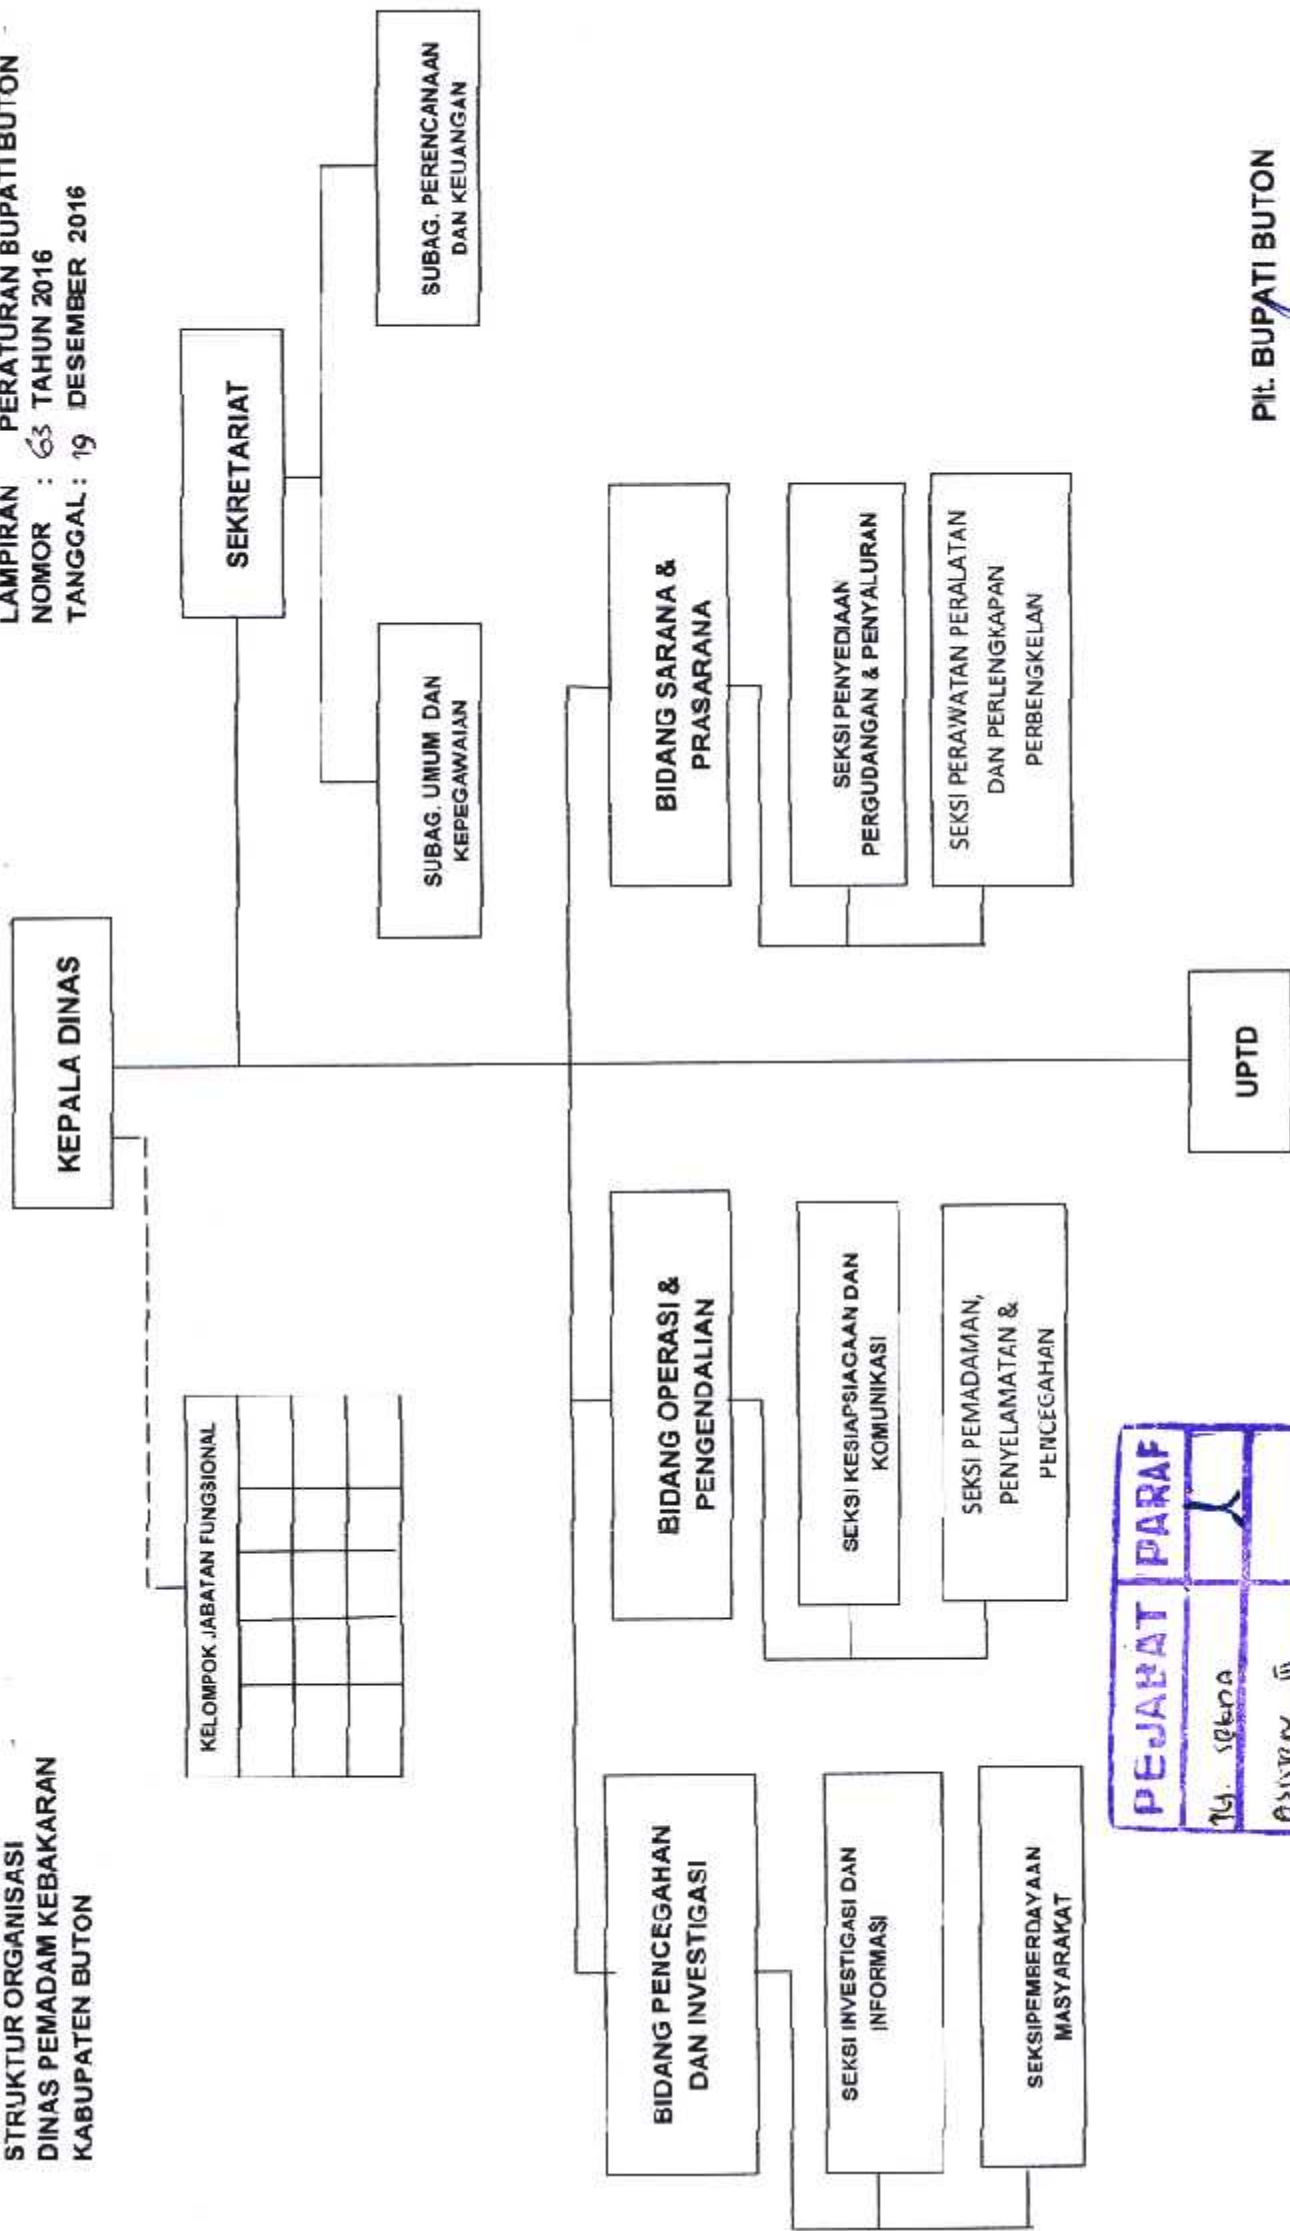 STRUKTUR ORGANISASI
DINAS PEMADAM KEBAKARAN
KABUPATEN BUTON
LAMPIRAN PERATURAN BUPATI BUTON
NOMOR : 63 TAHUN 2016
TANGGAL : 19 DESEMBER 2016
KEPALA DINAS
KELOMPOK JABATAN FUNGSIONAL
SEKRETARIAT
SUBAG. UMUM DAN
KEPEGAWAIAN
SUBAG. PERENCANAAN
DAN KEUANGAN
BIDANG PENCEGAHAN
DAN INVESTIGASI
SEKSI INVESTIGASI DAN
INFORMASI
SEKSIPEMBERDAYAAN
MASYARAKAT
BIDANG OPERASI &
PENGENDALIAN
SEKSI KESIAPSIAGAAN DAN
KOMUNIKASI
SEKSI PEMADAMAN,
PENYELAMATAN &
PENCEGAHAN
BIDANG SARANA &
PRASARANA
SEKSI PENYEDIAAN
PERGUDANGAN & PENYALURAN
SEKSI PERAWATAN PERALATAN
DAN PERLENGKAPAN
PERBENGKELAN
UPTD
PEJABAT PARAF
Plt. BUPATI BUTON